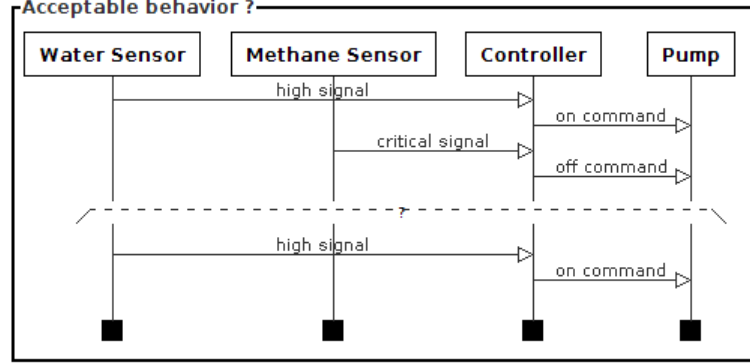 Acceptable behavior ?
Water Sensor Methane Sensor Controller Pump
high signal
on command
critical signal
off command
?
high signal
on command